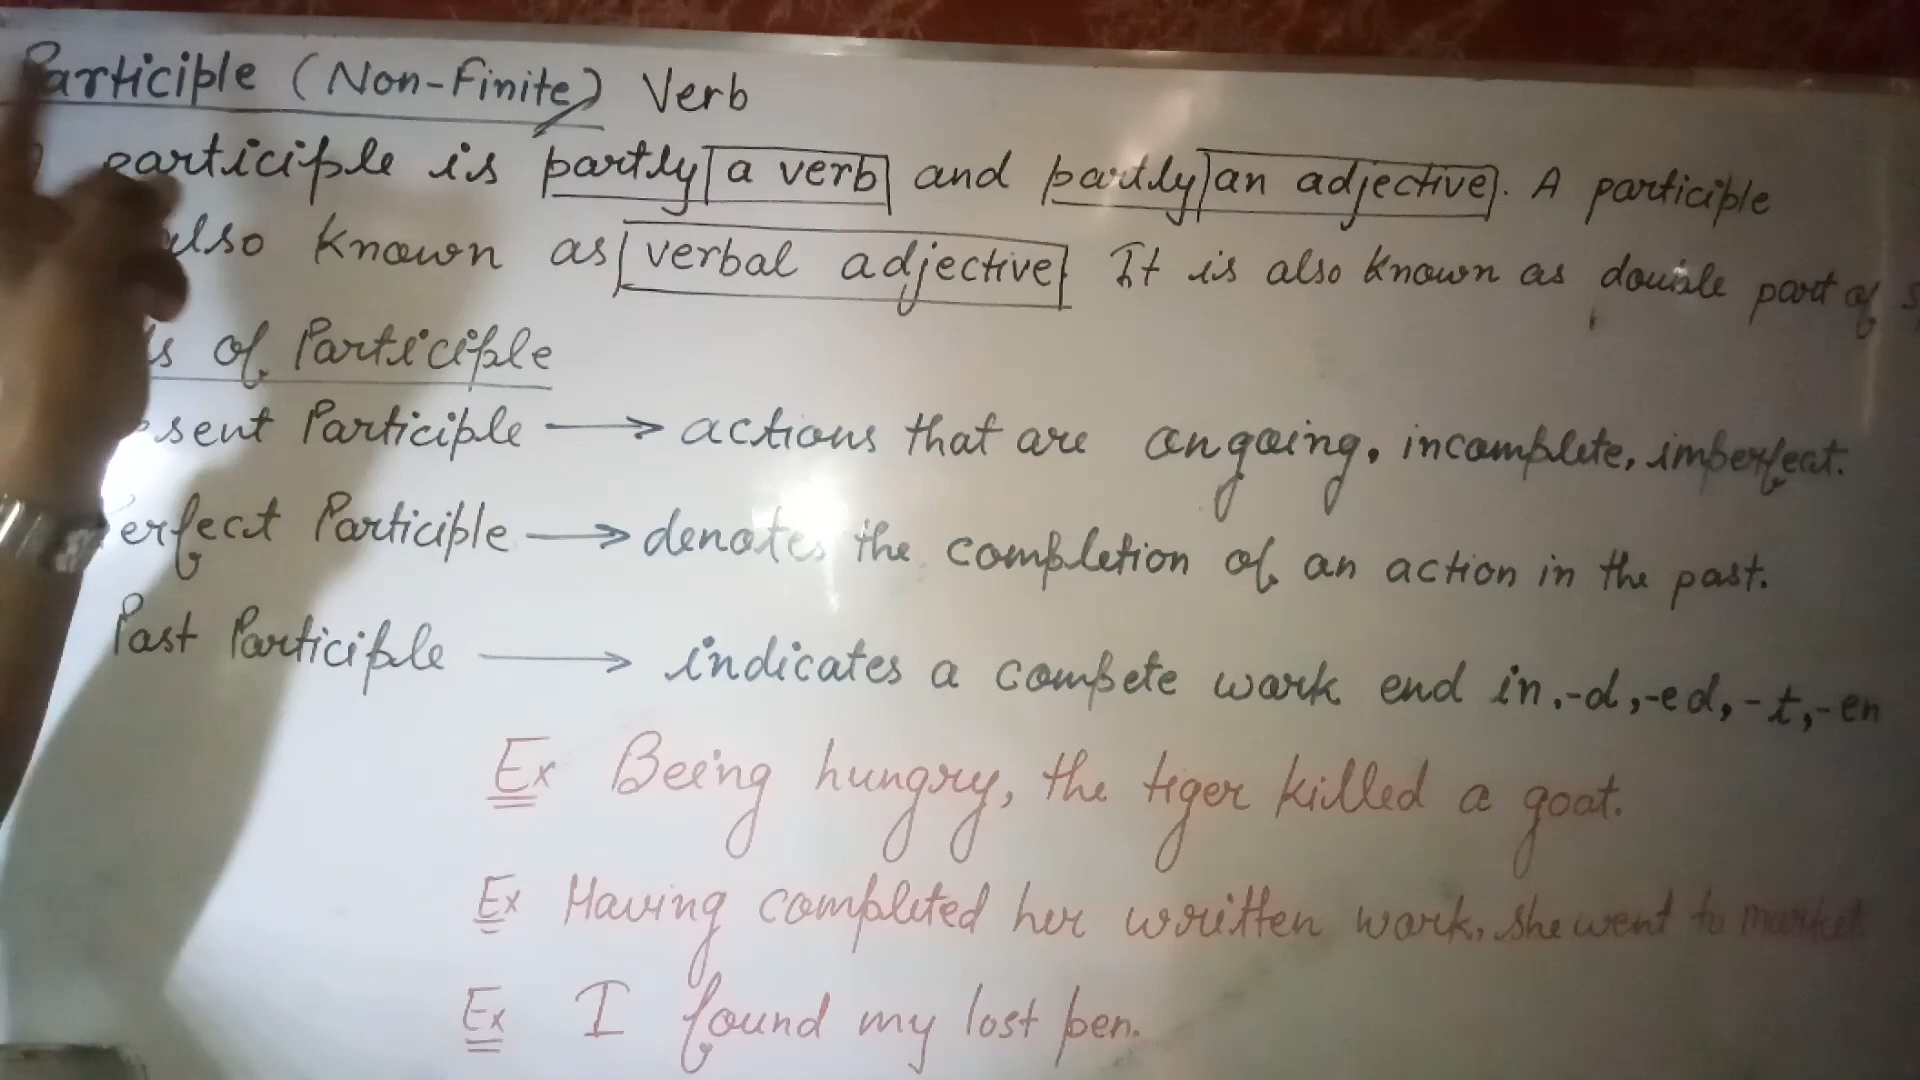 Participle (Non-Finite) Verb
participle is partly a verb and partly an adjective. A participle
also known as verbal adjective. It is also known as double part of
of Participle
Participle → actions that are ongoing, incomplete, imperfect.
Perfect Participle → denotes the completion of an action in the past.
Past Participle → indicates a compete work end in,-d,-ed,-t,-en
Ex Being hungry, the tiger killed a goat.
Ex Having completed her written work, she went to market.
Ex I found my lost pen.